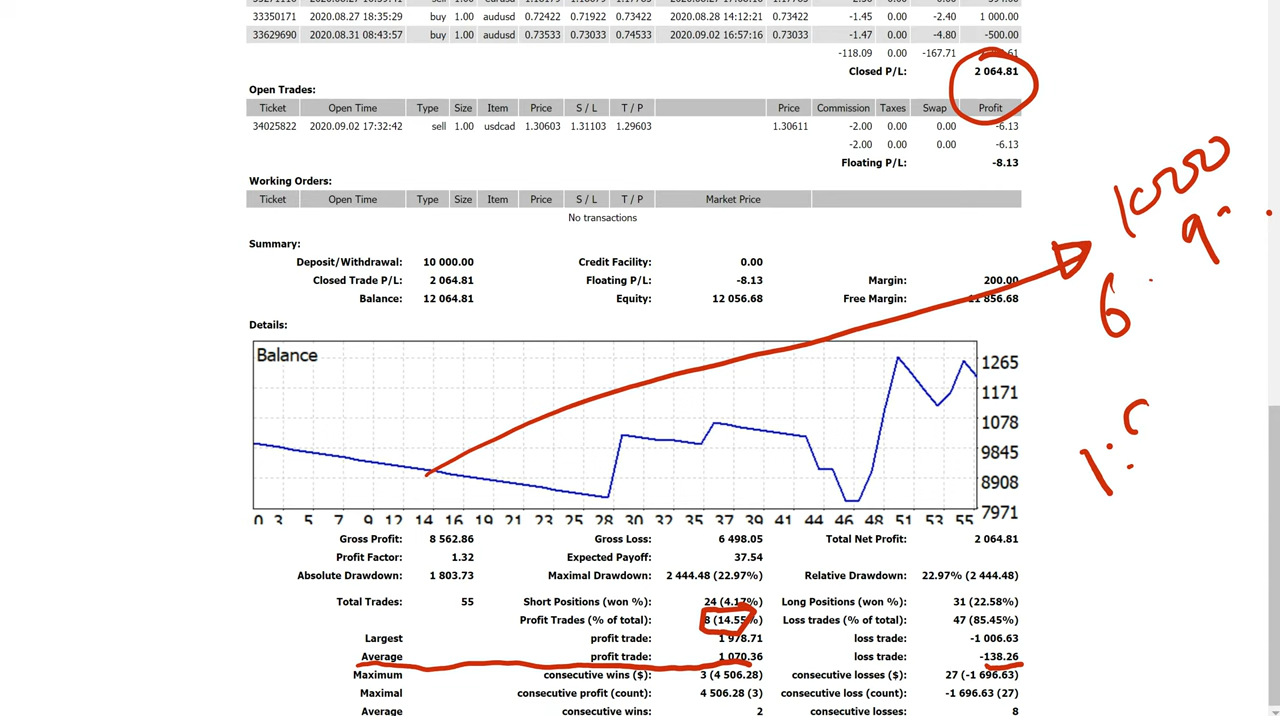 33350171 2020.08.27 18:35:29 buy 1.00 audusd 0.72422 0.71922 0.73422 2020.08.28 14:12:21 0.73422 -1.45 0.00 -2.40 1 000.00
33629690 2020.08.31 08:43:57 buy 1.00 audusd 0.73533 0.73033 0.74533 2020.09.02 16:57:16 0.73033 -1.47 0.00 -4.80 -500.00
-118.09 0.00 -167.71
Closed P/L: 2 064.81
Open Trades:
Ticket Open Time Type Size Item Price S / L T / P Price Commission Taxes Swap Profit
34025822 2020.09.02 17:32:42 sell 1.00 usdcad 1.30603 1.31103 1.29603 1.30611 -2.00 0.00 0.00 -6.13
-2.00 0.00 0.00 -6.13
Floating P/L: -8.13
Working Orders:
Ticket Open Time Type Size Item Price S / L T / P Market Price
No transactions
Summary:
Deposit/Withdrawal: 10 000.00 Credit Facility: 0.00
Closed Trade P/L: 2 064.81 Floating P/L: -8.13 Margin: 200.00
Balance: 12 064.81 Equity: 12 056.68 Free Margin: 11 856.68
Details:
Balance
1265
1171
1078
9845
8908
7971
0 3 5 7 9 12 14 16 19 21 23 25 28 30 32 35 37 39 41 44 46 48 51 53 55
Gross Profit: 8 562.86 Gross Loss: 6 498.05 Total Net Profit: 2 064.81
Profit Factor: 1.32 Expected Payoff: 37.54
Absolute Drawdown: 1 803.73 Maximal Drawdown: 2 444.48 (22.97%) Relative Drawdown: 22.97% (2 444.48)
Total Trades: 55 Short Positions (won %): 24 (4.17%) Long Positions (won %): 31 (22.58%)
Profit Trades (% of total): 8 (14.55%) Loss trades (% of total): 47 (85.45%)
Largest profit trade: 1 978.71 loss trade: -1 006.63
Average profit trade: 1 070.36 loss trade: -138.26
Maximum consecutive wins ($): 3 (4 506.28) consecutive losses ($): 27 (-1 696.63)
Maximal consecutive profit (count): 4 506.28 (3) consecutive loss (count): -1 696.63 (27)
Average consecutive wins: 2 consecutive losses: 8
1000
9
6